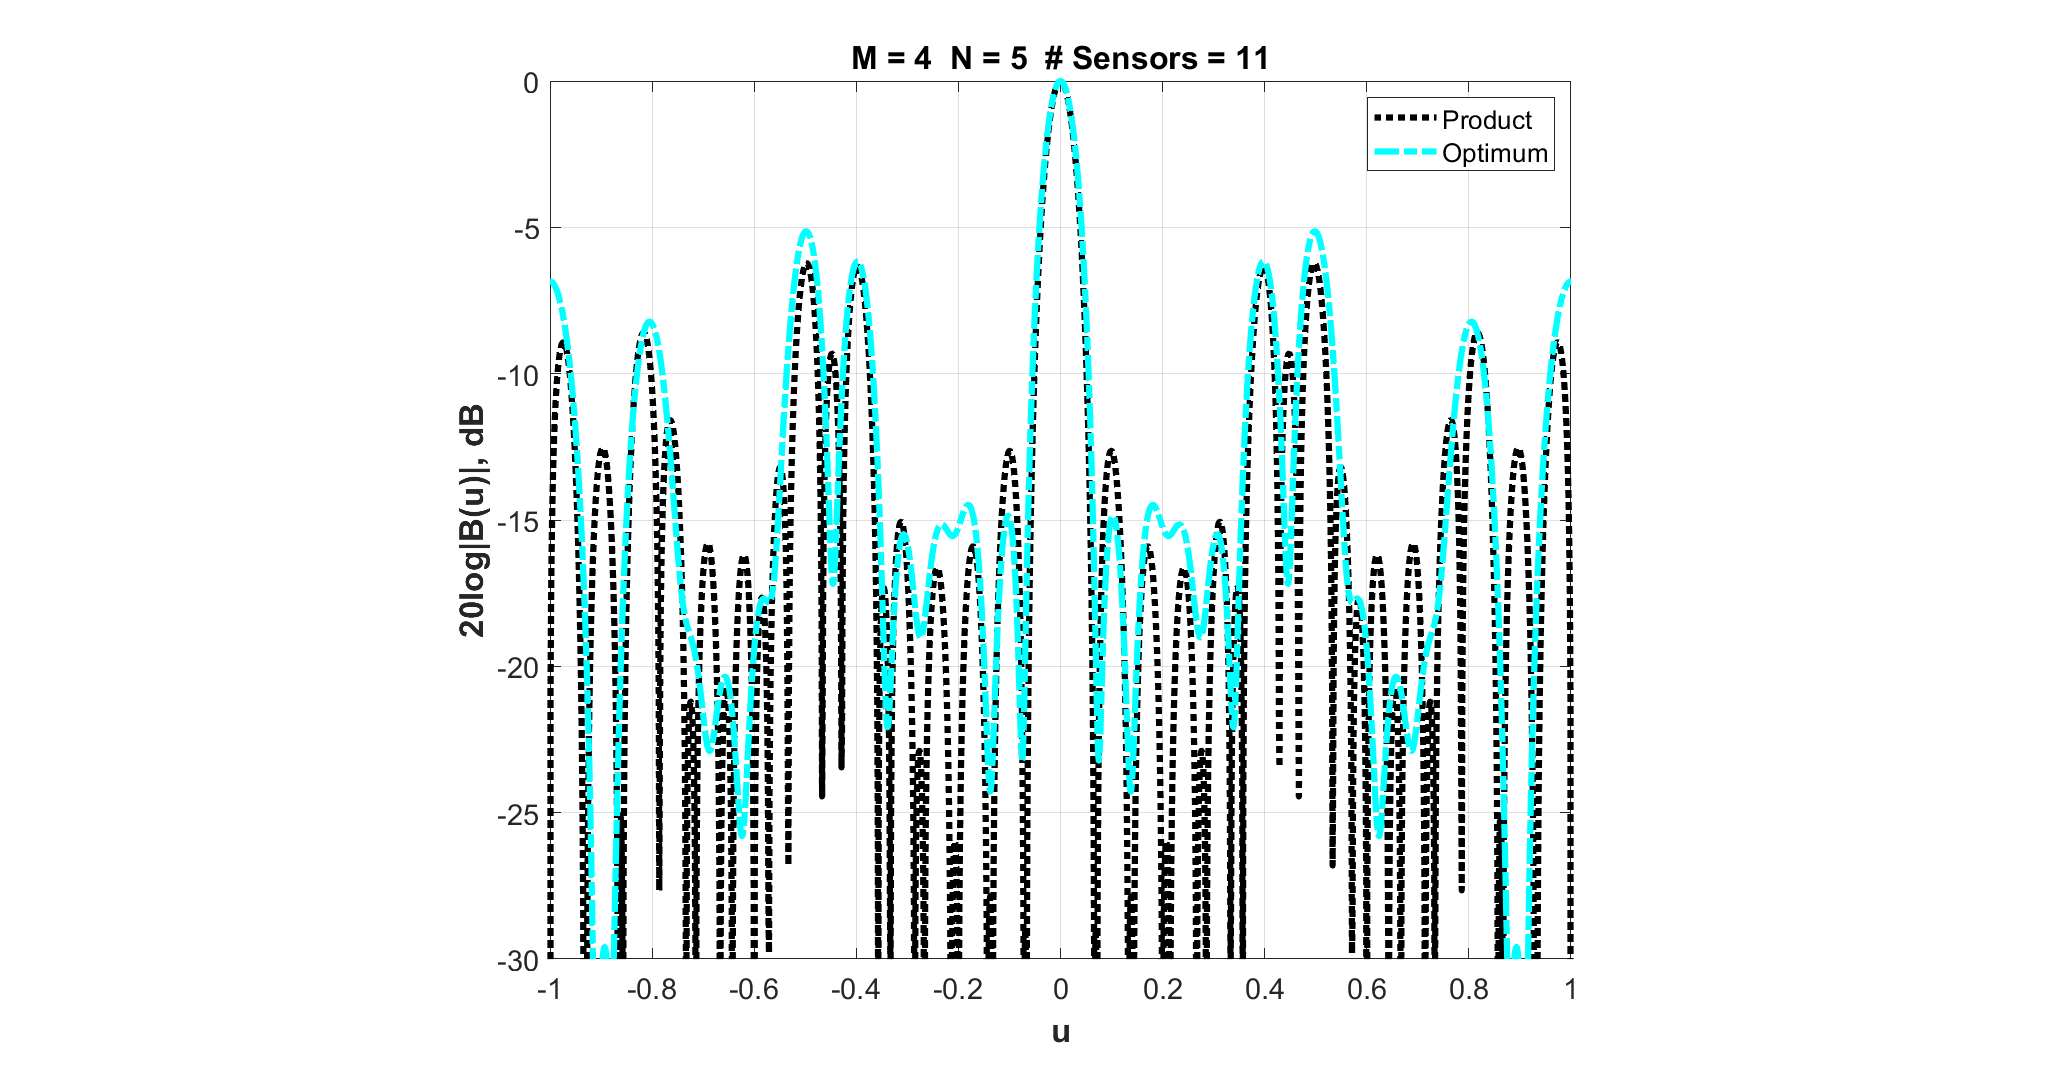 M = 4  N = 5  # Sensors = 11
Product
Optimum
20log|B(u)|, dB
0
-5
-10
-15
-20
-25
-30
-1 -0.8 -0.6 -0.4 -0.2 0 0.2 0.4 0.6 0.8 1
u